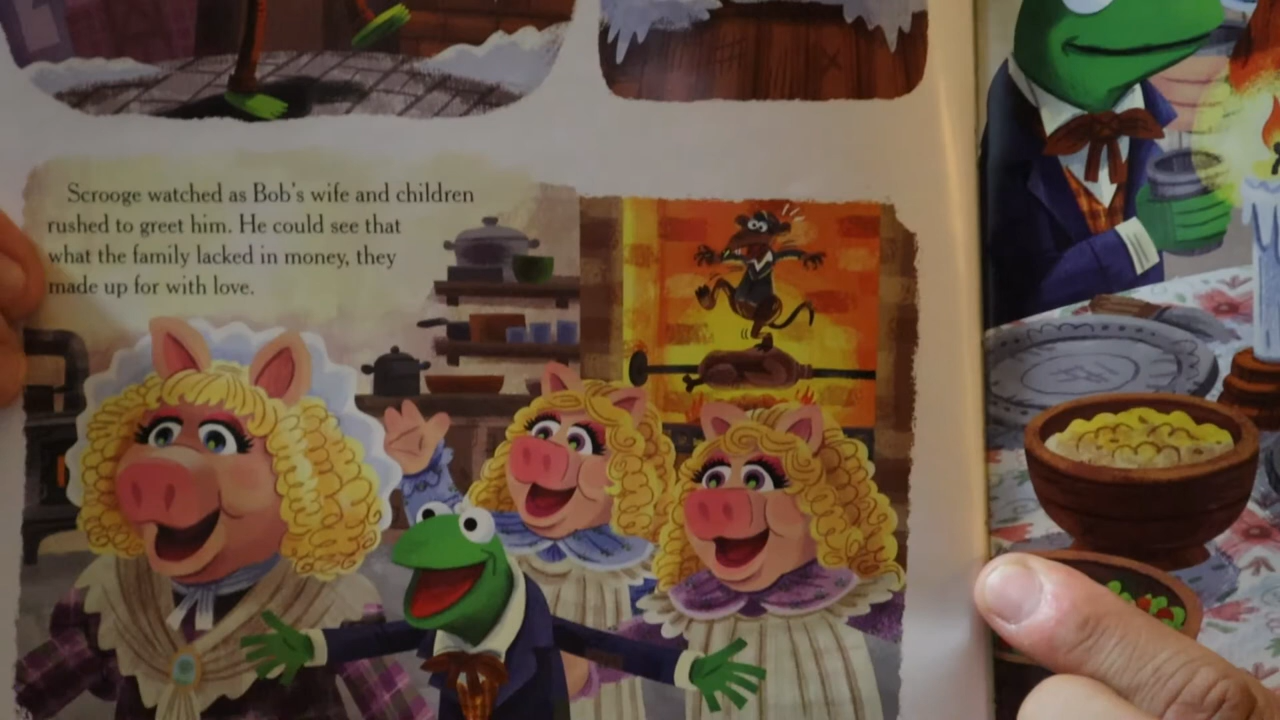 Scrooge watched as Bob's wife and children
rushed to greet him. He could see that
what the family lacked in money, they
made up for with love.